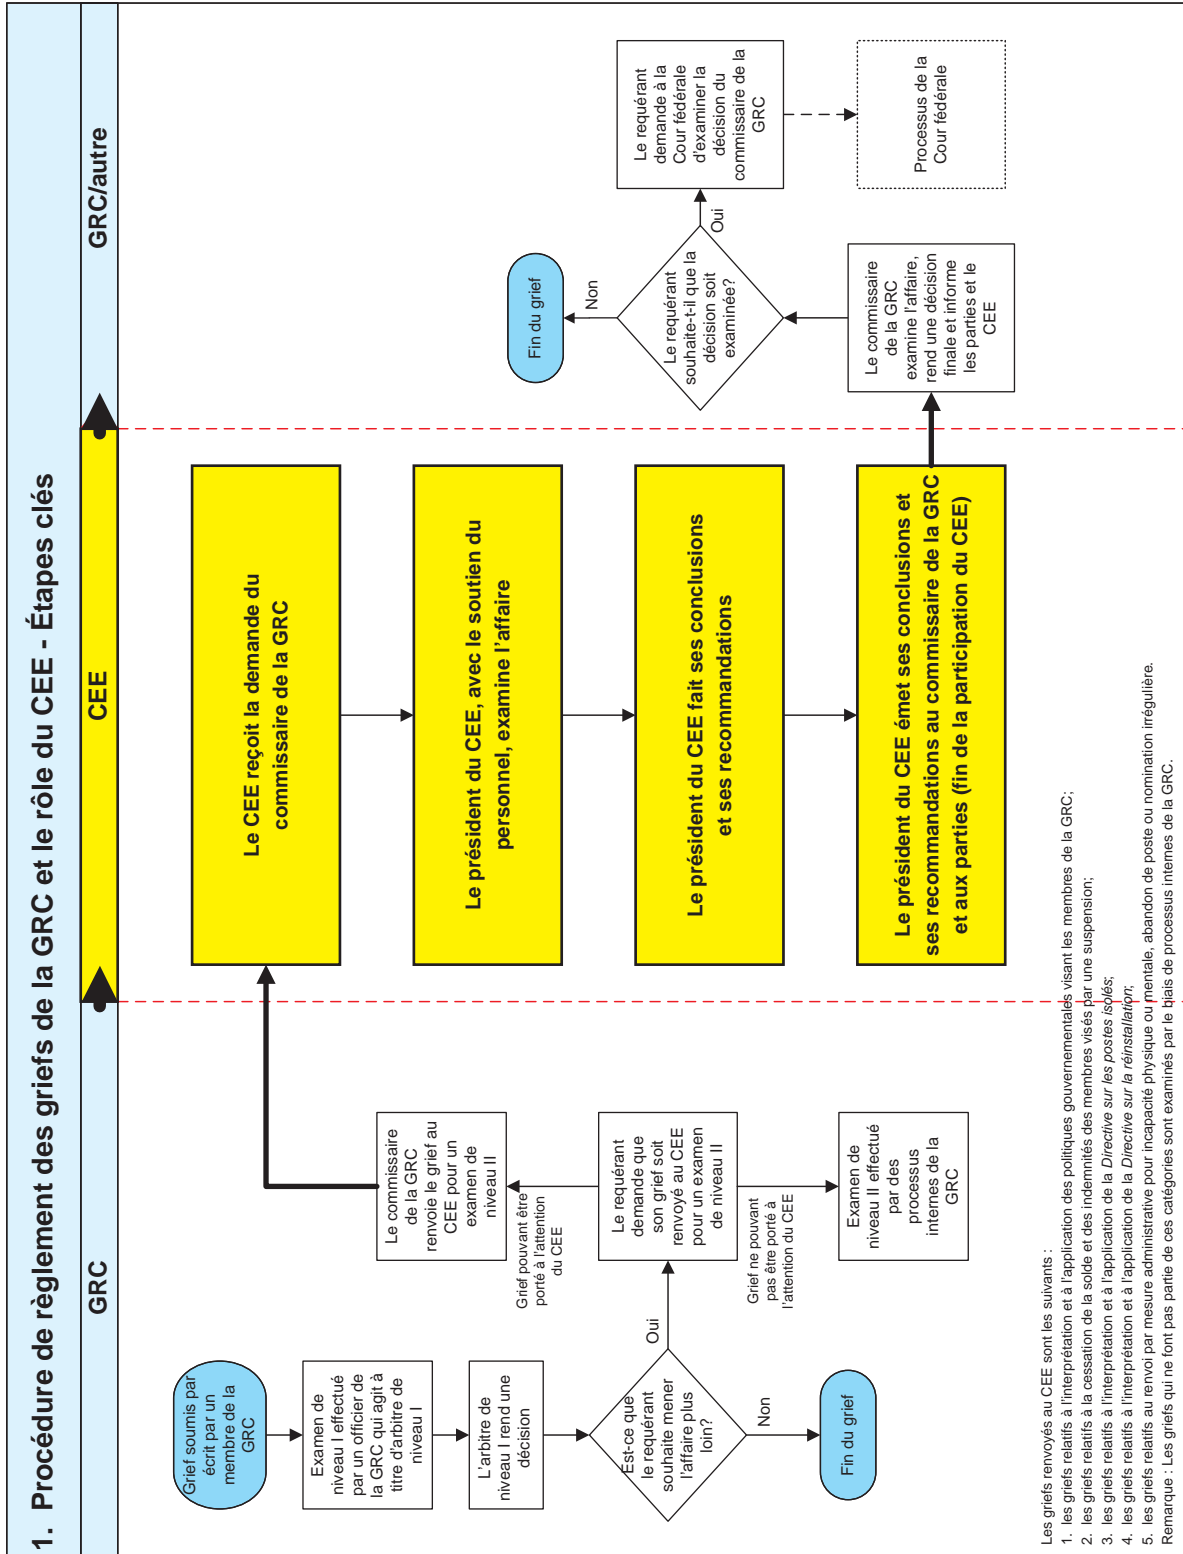 1. Procédure de règlement des griefs de la GRC et le rôle du CEE - Étapes clés
GRC
CEE
GRC/autre
Grief soumis par
écrit par un
membre de la
GRC
Examen de
niveau I effectué
par un officier de
la GRC qui agit à
titre d'arbitre de
niveau I
L'arbitre de
niveau I rend une
décision
Est-ce que
le requérant
souhaite mener
l'affaire plus
loin?
Non
Fin du grief
Oui
Le requérant
demande que
son grief soit
renvoyé au CEE
pour un examen
de niveau II
Grief ne pouvant
pas être porté à
l'attention du CEE
Examen de
niveau II effectué
par des
processus
internes de la
GRC
Grief pouvant être
porté à l'attention
du CEE
Le commissaire
de la GRC
renvoie le grief au
CEE pour un
examen de
niveau II
Le CEE reçoit la demande du
commissaire de la GRC
Le président du CEE, avec le soutien du
personnel, examine l'affaire
Le président du CEE fait ses conclusions
et ses recommandations
Le président du CEE émet ses conclusions et
ses recommandations au commissaire de la GRC
et aux parties (fin de la participation du CEE)
Le commissaire
de la GRC
examine l'affaire,
rend une décision
finale et informe
les parties et le
CEE
Le requérant
souhaite-t-il que la
décision soit
examinée?
Non
Fin du grief
Oui
Le requérant
demande à la
Cour fédérale
d'examiner la
décision du
commissaire de la
GRC
Processus de la
Cour fédérale
Les griefs renvoyés au CEE sont les suivants :
1. les griefs relatifs à l'interprétation et à l'application des politiques gouvernementales visant les membres de la GRC;
2. les griefs relatifs à la cessation de la solde et des indemnités des membres visés par une suspension;
3. les griefs relatifs à l'interprétation et à l'application de la Directive sur les postes isolés;
4. les griefs relatifs à l'interprétation et à l'application de la Directive sur la réinstallation;
5. les griefs relatifs au renvoi par mesure administrative pour incapacité physique ou mentale, abandon de poste ou nomination irrégulière.
Remarque : Les griefs qui ne font pas partie de ces catégories sont examinés par le biais de processus internes de la GRC.